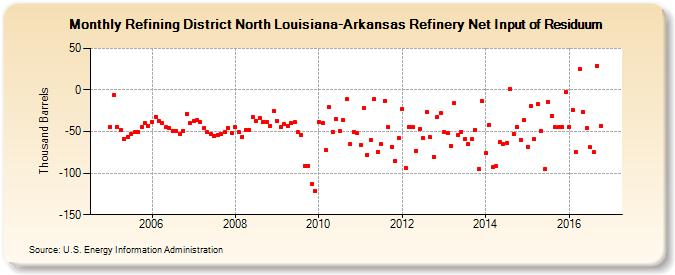 Monthly Refining District North Louisiana-Arkansas Refinery Net Input of Residuum
Thousand Barrels
50
0
-50
-100
-150
2006 2008 2010 2012 2014 2016
Source: U.S. Energy Information Administration